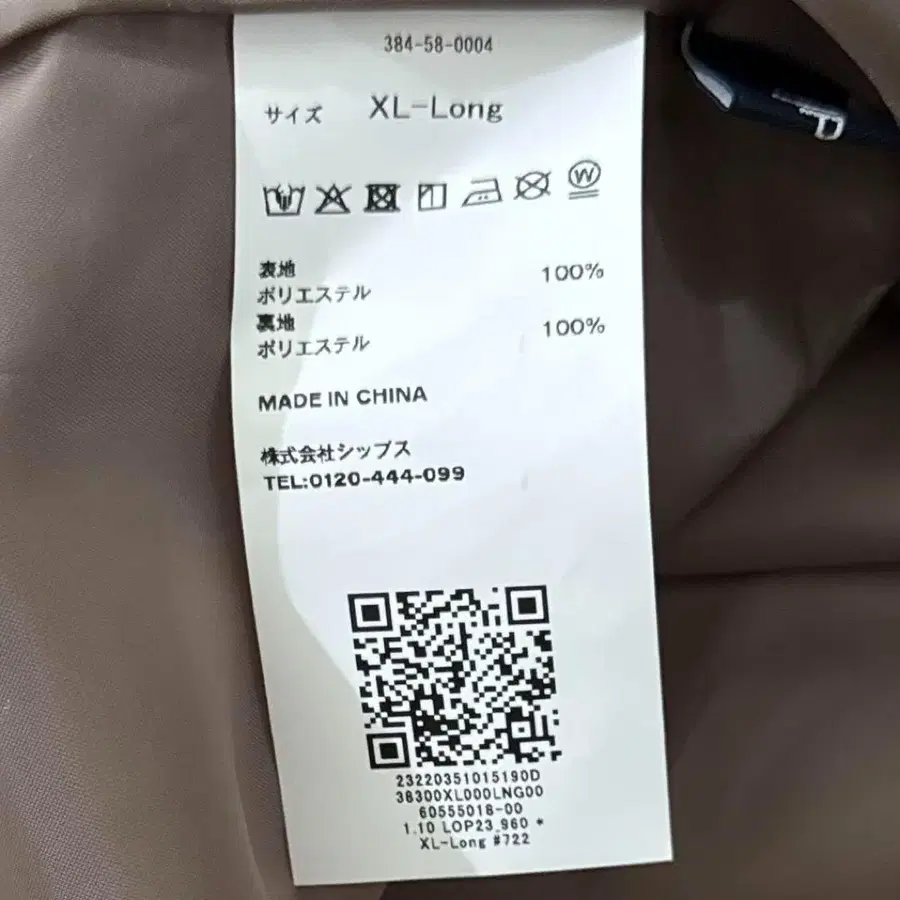 384-58-0004
サイズ XL-Long
表地
ポリエステル 100%
裏地
ポリエステル 100%
MADE IN CHINA
株式会社シップス
TEL:0120-444-099
23220351015190D
38300XL000LNG00
60555018-00
1.10 LOP23_960 *
XL-Long #722